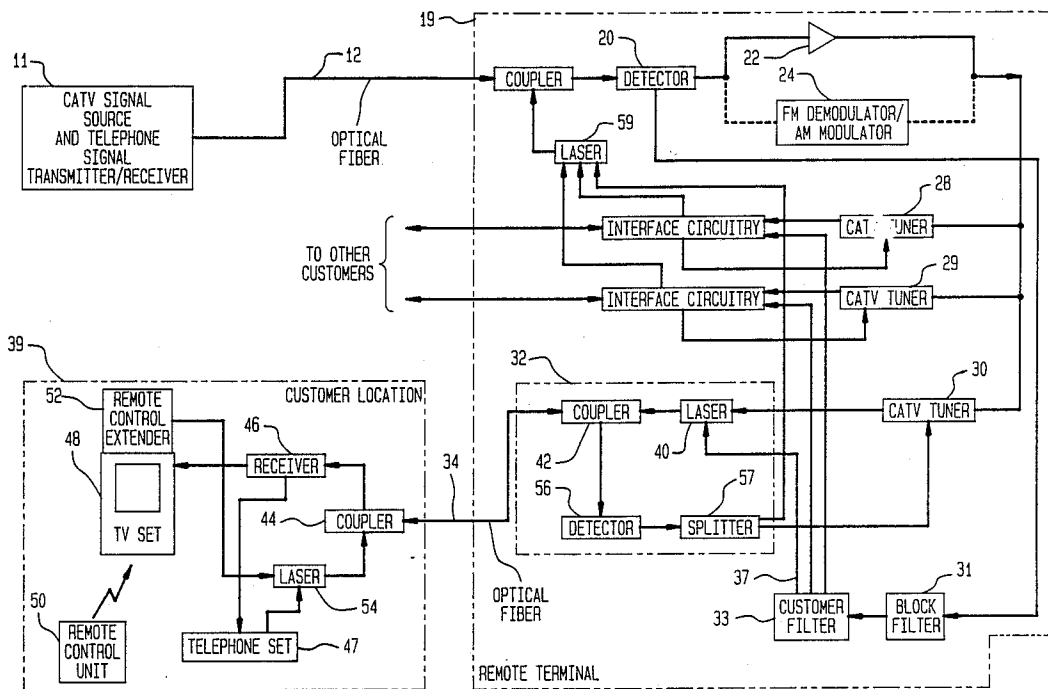 19
11
12
20
22
24
CATV SIGNAL
SOURCE
AND TELEPHONE
SIGNAL
TRANSMITTER/RECEIVER
OPTICAL
FIBER
COUPLER
DETECTOR
FM DEMODULATOR/
AM MODULATOR
59
LASER
28
INTERFACE CIRCUITRY
CAT TUNER
TO OTHER
CUSTOMERS
29
INTERFACE CIRCUITRY
CATV TUNER
39
CUSTOMER LOCATION
32
30
52
REMOTE
CONTROL
EXTENDER
46
RECEIVER
COUPLER
LASER
CATV TUNER
48
TV SET
34
42
40
44
COUPLER
56
57
DETECTOR
SPLITTER
LASER
54
OPTICAL
FIBER
37
31
50
REMOTE
CONTROL
UNIT
TELEPHONE SET
47
33
CUSTOMER
FILTER
BLOCK
FILTER
REMOTE TERMINAL